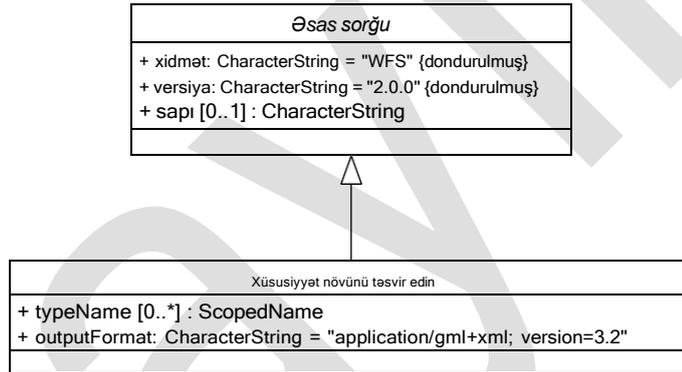 Əsas sorğu
+ xidmət: CharacterString = "WFS" {dondurulmuş}
+ versiya: CharacterString = "2.0.0" {dondurulmuş}
+ sapı [0..1] : CharacterString
Xüsusiyyət növünü təsvir edin
+ typeName [0..*] : ScopedName
+ outputFormat: CharacterString = "application/gml+xml; version=3.2"